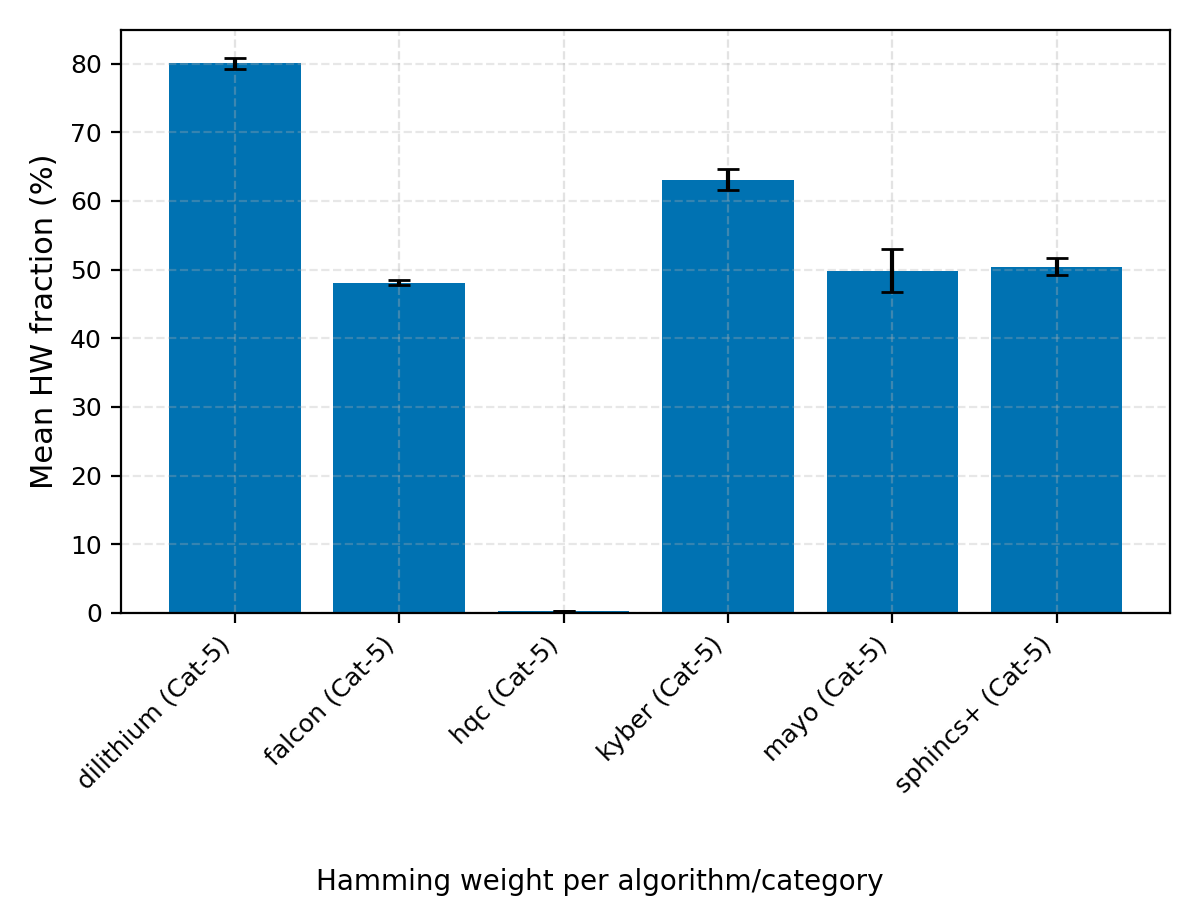 Mean HW fraction (%)
80
70
60
50
40
30
20
10
0
dilithium (Cat-5)
falcon (Cat-5)
hqc (Cat-5)
kyber (Cat-5)
mayo (Cat-5)
sphincs+ (Cat-5)
Hamming weight per algorithm/category